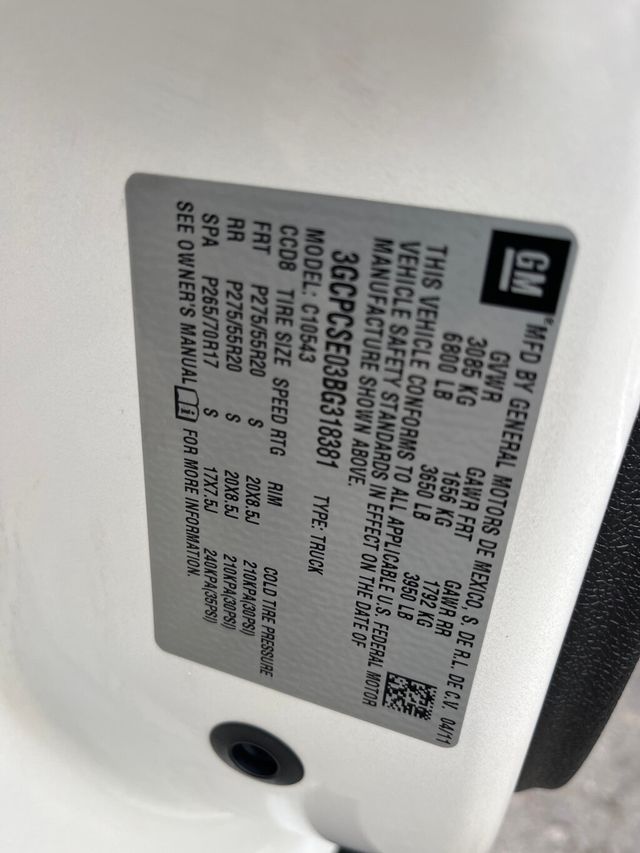 GM
® MFD BY GENERAL MOTORS DE MEXICO, S. DE R.L. DE C.V. 04/11
GVWR GAWR FRT GAWR RR
3085 KG 1656 KG 1792 KG
6800 LB 3650 LB 3950 LB
THIS VEHICLE CONFORMS TO ALL APPLICABLE U.S. FEDERAL MOTOR
VEHICLE SAFETY STANDARDS IN EFFECT ON THE DATE OF
MANUFACTURE SHOWN ABOVE.
3GCPCSE03BG318381 TYPE: TRUCK
MODEL: C10543
CCD8 TIRE SIZE SPEED RTG RIM COLD TIRE PRESSURE
FRT P275/55R20 S 20X8.5J 210KPA(30PSI)
RR P275/55R20 S 20X8.5J 210KPA(30PSI)
SPA P265/70R17 S 17X7.5J 240KPA(35PSI)
SEE OWNER'S MANUAL FOR MORE INFORMATION.